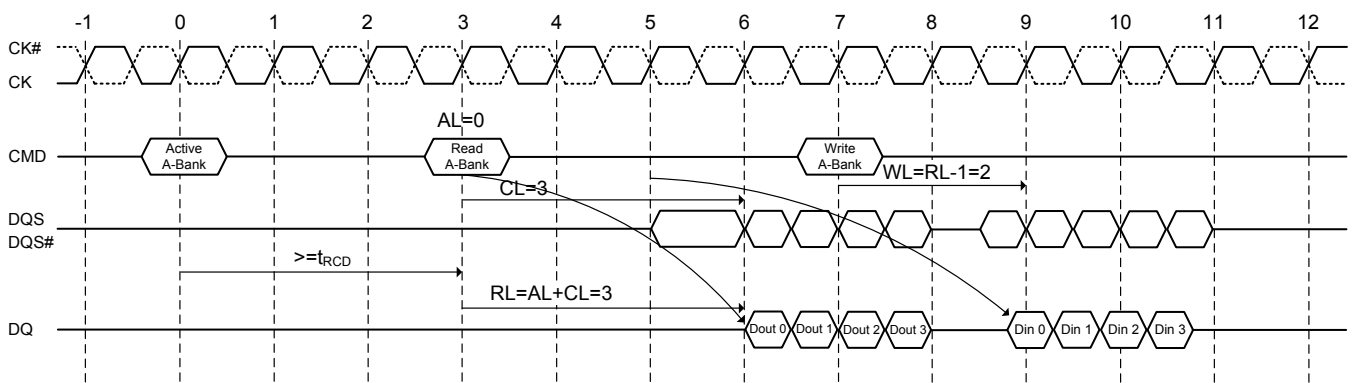 -1 0 1 2 3 4 5 6 7 8 9 10 11 12
CK#
CK
AL=0
CMD Active A-Bank Read A-Bank Write A-Bank
CL=3 WL=RL-1=2
DQS
DQS#
>=tRCD
RL=AL+CL=3
DQ Dout 0 Dout 1 Dout 2 Dout 3 Din 0 Din 1 Din 2 Din 3